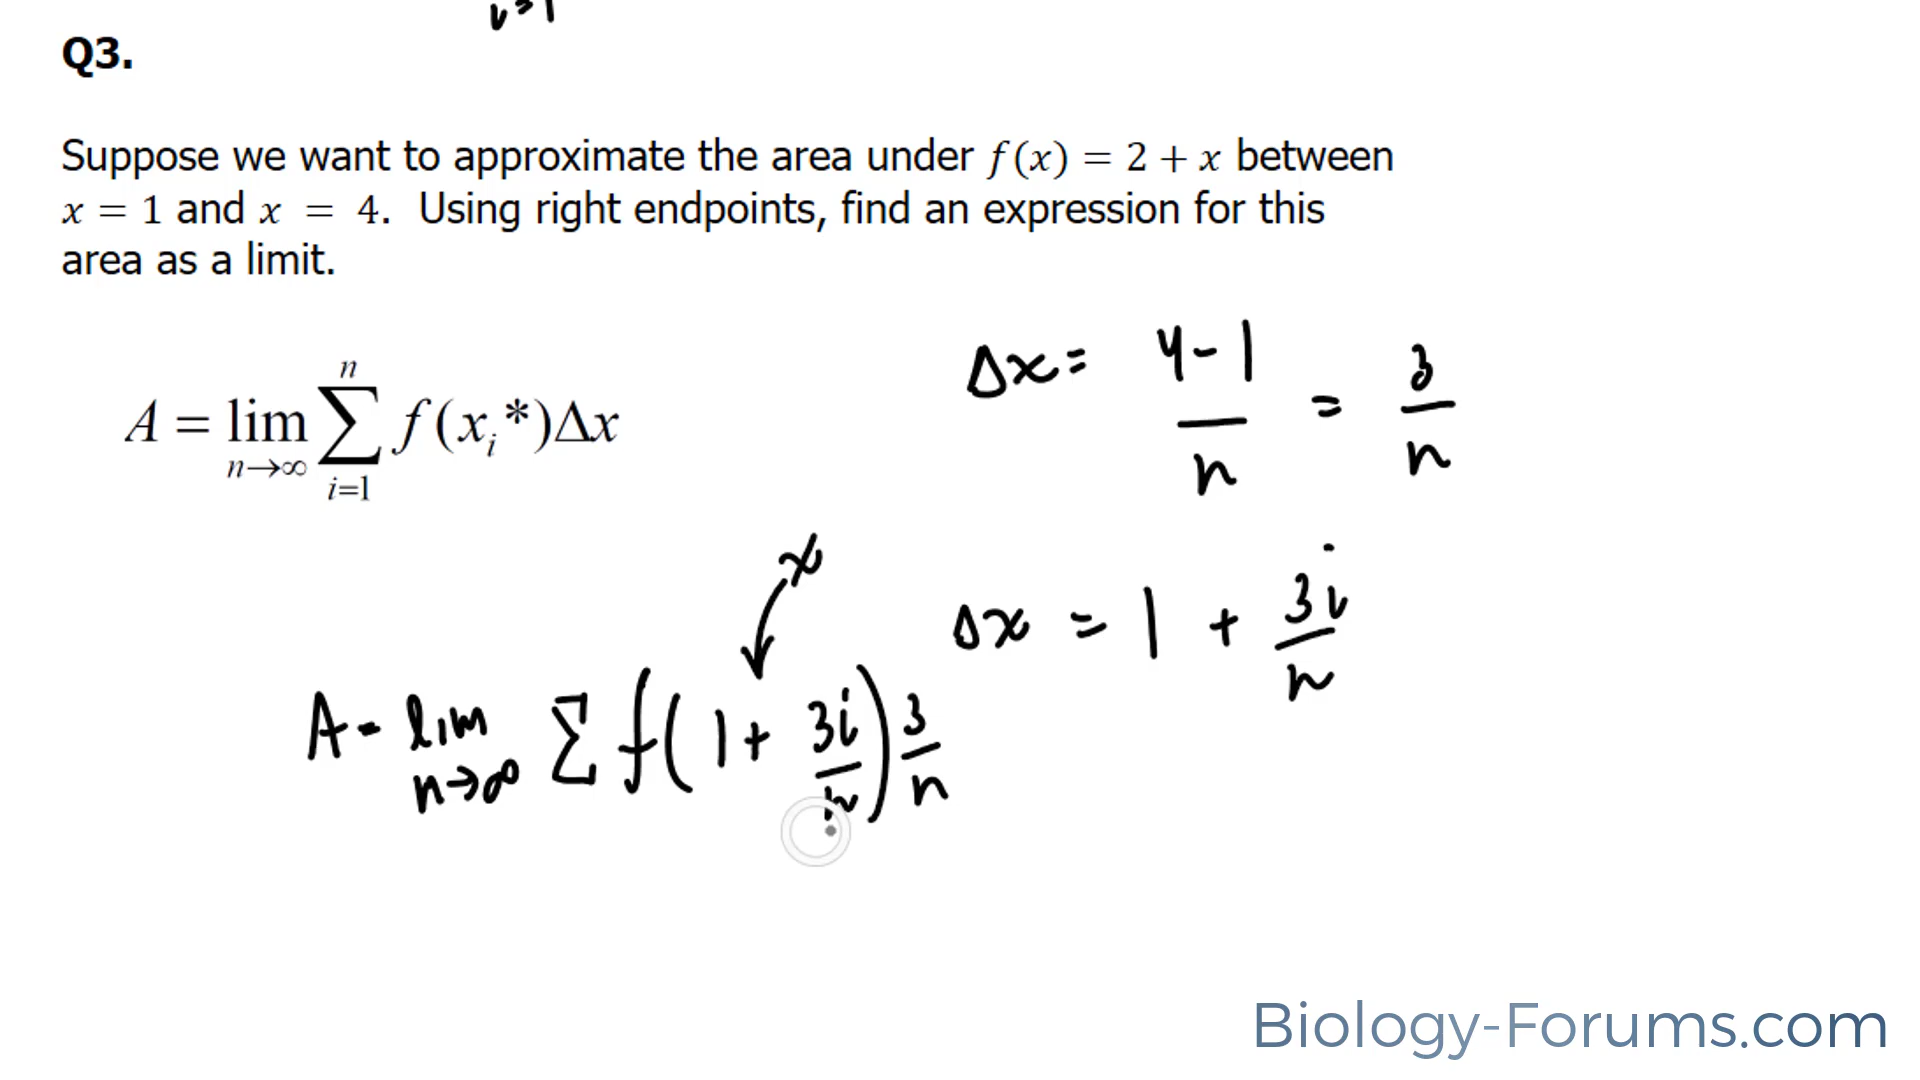 i=1
Q3.
Suppose we want to approximate the area under f(x) = 2 + x between
x = 1 and x = 4. Using right endpoints, find an expression for this
area as a limit.
A = lim n→∞ ∑ i=1 n f(xᵢ*)Δx
Δx = 4-1/n = 3/n
x
Δx = 1 + 3i/n
A = lim n→∞ Σ f(1 + 3i/n) 3/n
Biology-Forums.com